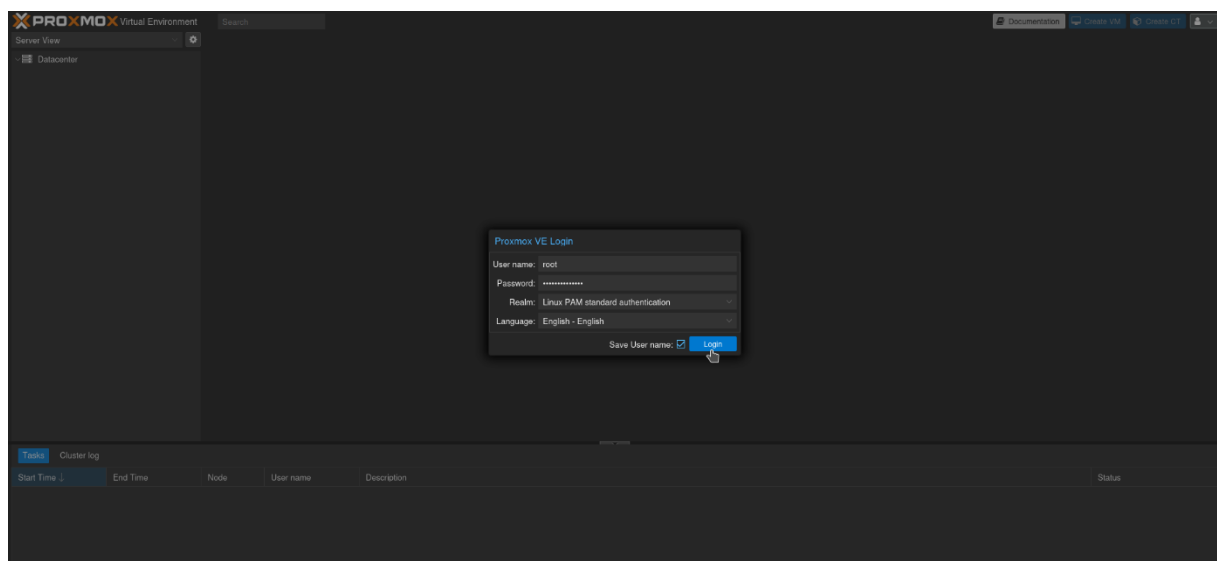 PROXMOX Virtual Environment Search Documentation Create VM Create CT
Server View
Datacenter
Proxmox VE Login
User name: root
Password: ••••••••••••••
Realm: Linux PAM standard authentication
Language: English - English
Save User name: Login
Tasks Cluster log
Start Time ↓ End Time Node User name Description Status